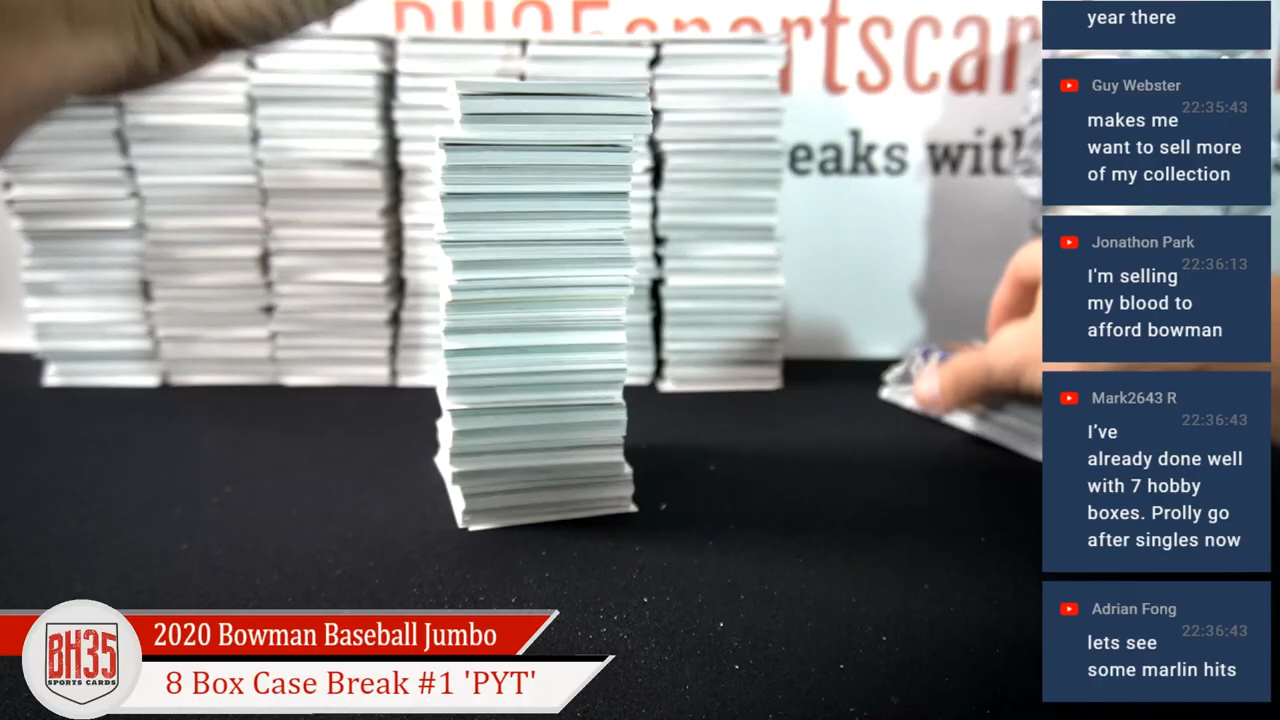 BH35sportscar
eaks with
year there
Guy Webster
22:35:43
makes me
want to sell more
of my collection
Jonathon Park
22:36:13
I'm selling
my blood to
afford bowman
Mark2643 R
22:36:43
I’ve
already done well
with 7 hobby
boxes. Prolly go
after singles now
Adrian Fong
22:36:43
lets see
some marlin hits
2020 Bowman Baseball Jumbo
8 Box Case Break #1 'PYT'
BH35
SPORTS CARDS